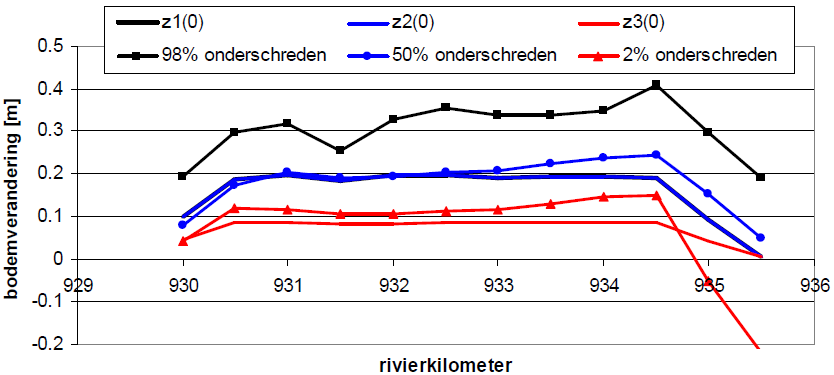 z1(0) z2(0) z3(0)
98% onderschreden 50% onderschreden 2% onderschreden
bodemverandering [m]
0.5
0.4
0.3
0.2
0.1
0
-0.1
-0.2
929 930 931 932 933 934 935 936
rivierkilometer